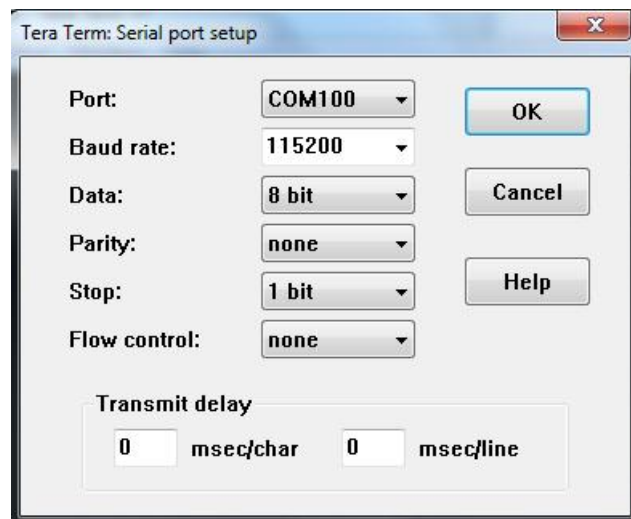 Tera Term: Serial port setup
Port: COM100 OK
Baud rate: 115200
Data: 8 bit Cancel
Parity: none
Stop: 1 bit Help
Flow control: none
Transmit delay
0 msec/char 0 msec/line